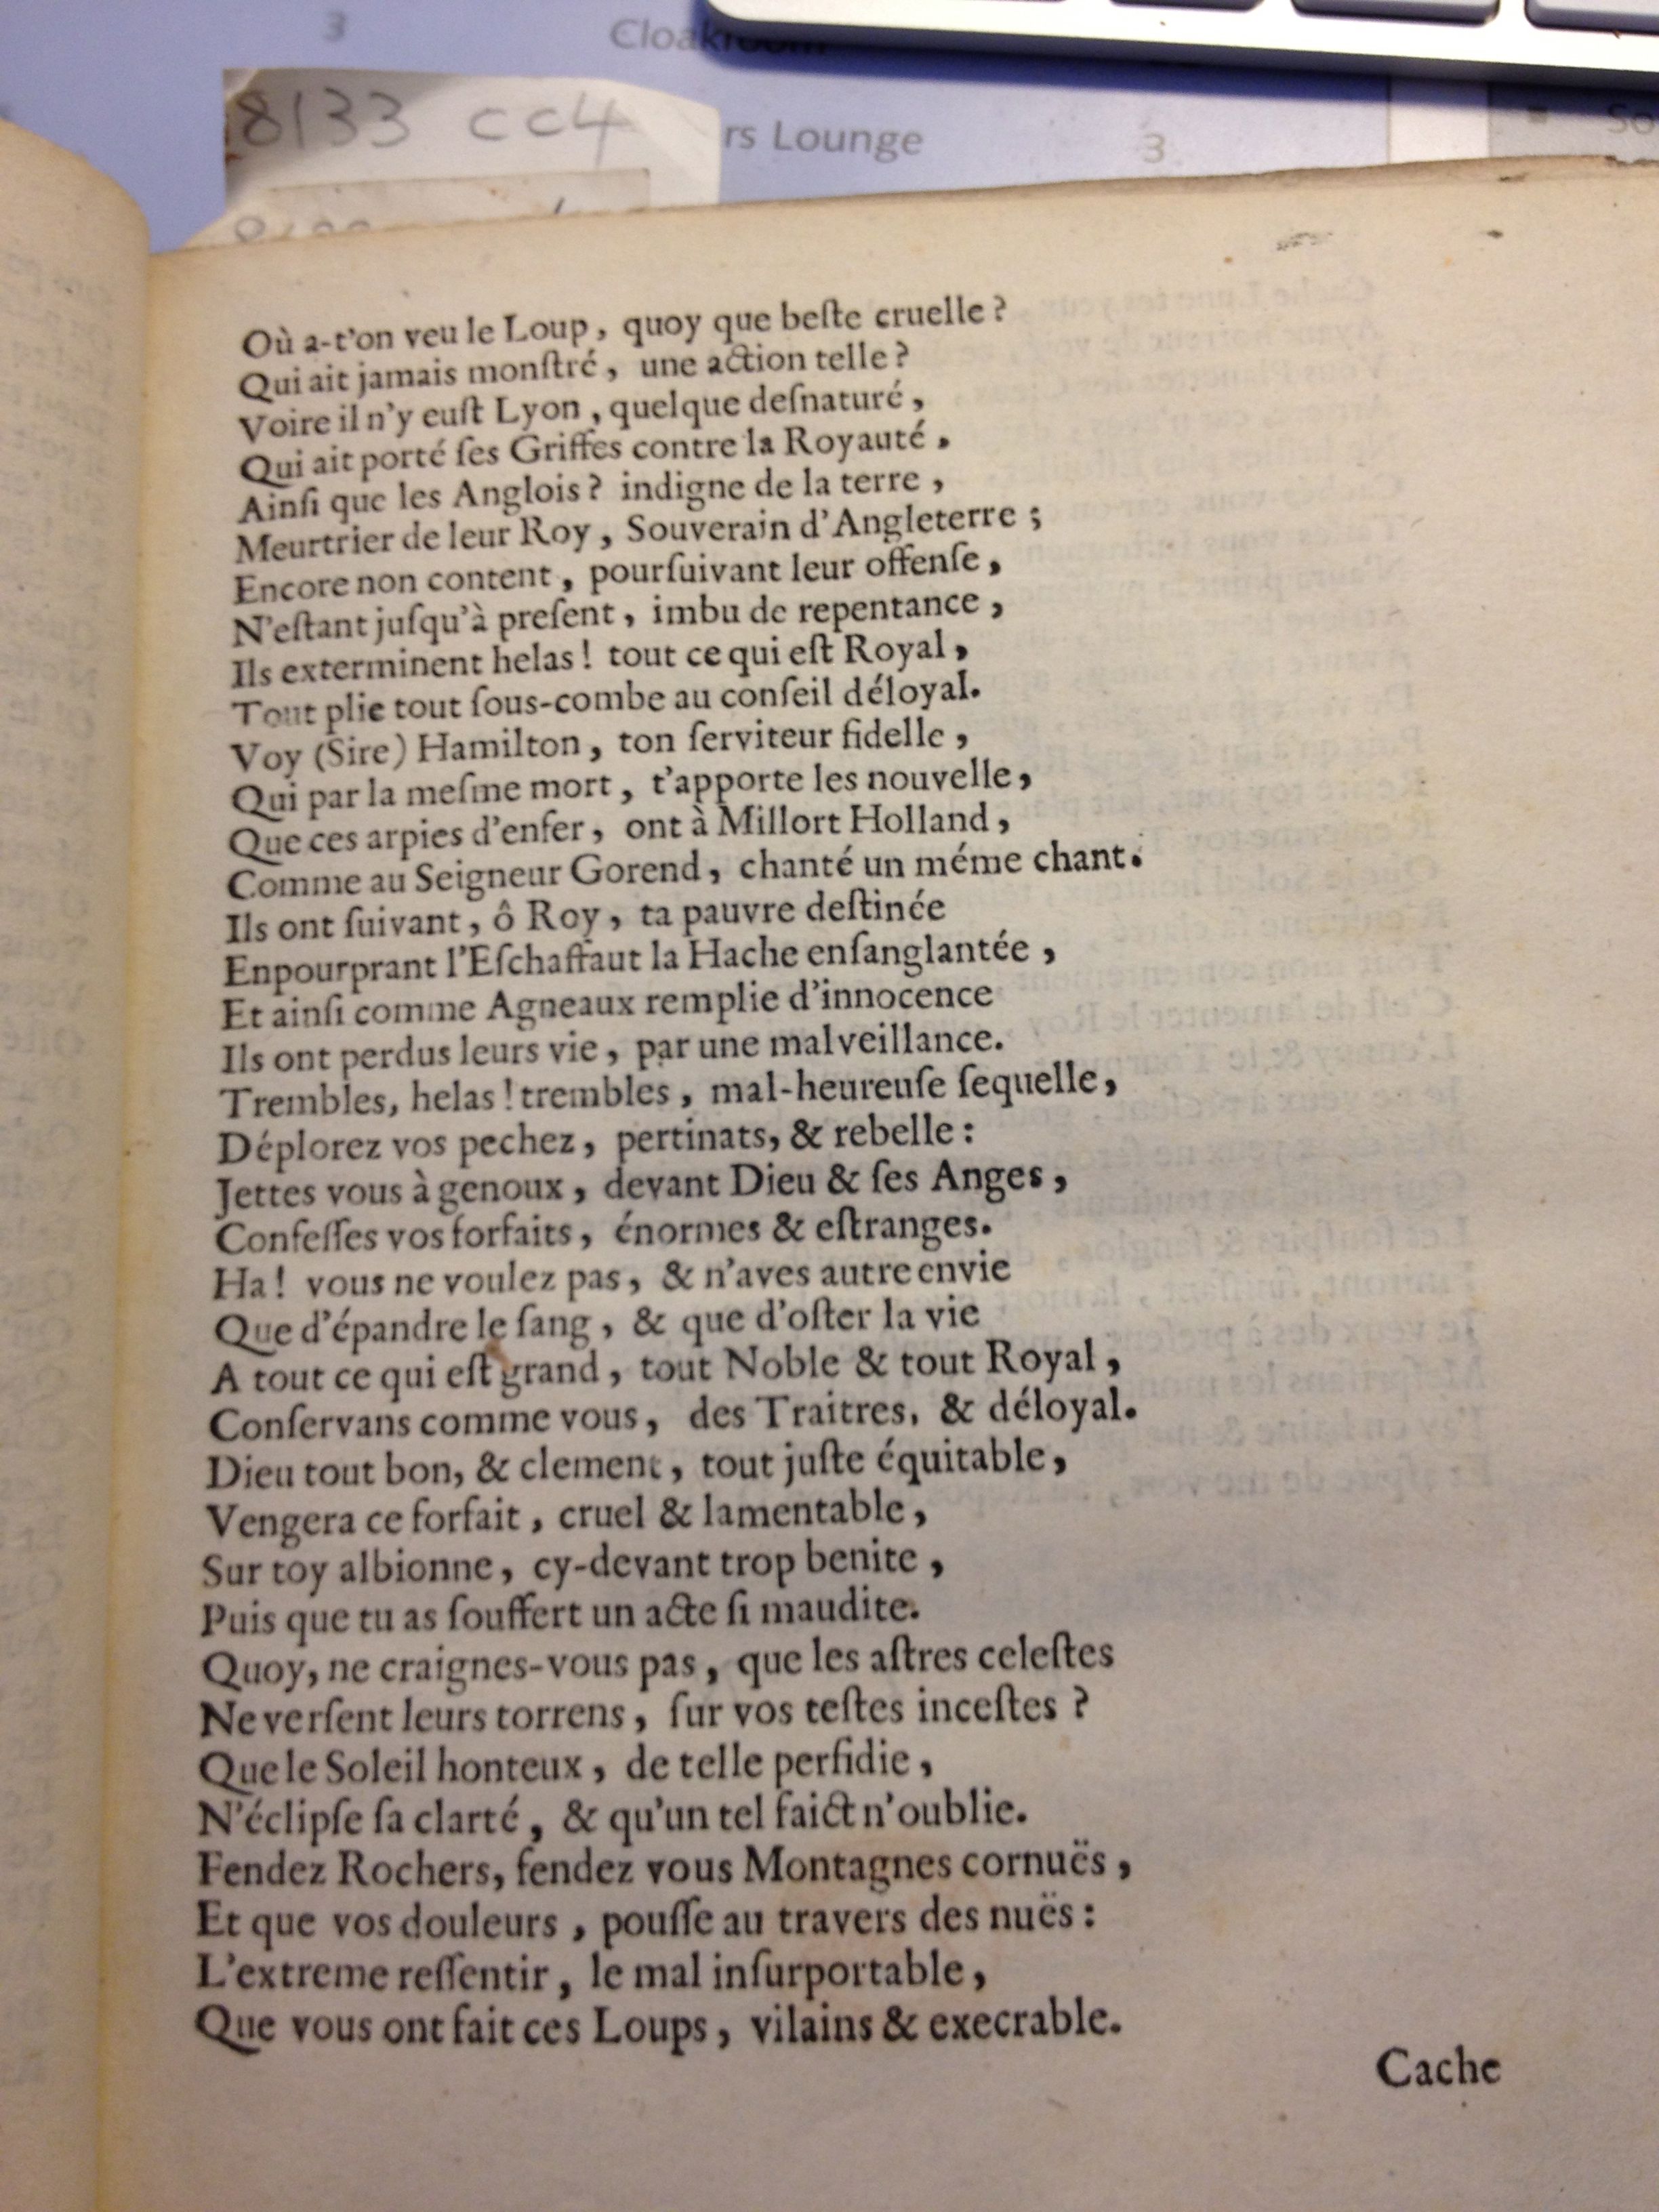 3
Cloakroom
8133 cc4
rs Lounge
3
So
Où a-t'on veu le Loup, quoy que beſte cruelle ?
Qui ait jamais monſtré, une action telle ?
Voire il n'y euſt Lyon, quelque deſnaturé,
Qui ait porté ſes Griffes contre la Royauté.
Ainſi que les Anglois ? indigne de la terre,
Meurtrier de leur Roy, Souverain d'Angleterre ;
Encore non content, pourſuivant leur offenſe,
N'eſtant juſqu'à preſent, imbu de repentance,
Ils exterminent helas ! tout ce qui eſt Royal,
Tout plie tout ſous-combe au conſeil déloyal.
Voy (Sire) Hamilton, ton ſerviteur fidelle,
Qui par la meſme mort, t'apporte les nouvelle,
Que ces arpies d'enfer, ont à Millort Holland,
Comme au Seigneur Gorend, chanté un méme chant.
Ils ont ſuivant, ô Roy, ta pauvre deſtinée
Enpourprant l'Eſchaffaut la Hache enſanglantée,
Et ainſi comme Agneaux remplie d'innocence
Ils ont perdus leurs vie, par une malveillance.
Trembles, helas ! trembles, mal-heureuſe ſequelle,
Déplorez vos pechez, pertinats, & rebelle :
Jettes vous à genoux, devant Dieu & ſes Anges,
Confeſſes vos forfaits, énormes & eſtranges.
Ha ! vous ne voulez pas, & n'aves autre envie
Que d'épandre le ſang, & que d'oſter la vie
A tout ce qui eſt grand, tout Noble & tout Royal,
Conſervans comme vous, des Traitres, & déloyal.
Dieu tout bon, & clement, tout juſte équitable,
Vengera ce forfait, cruel & lamentable,
Sur toy albionne, cy-devant trop benite,
Puis que tu as ſouffert un acte ſi maudite.
Quoy, ne craignes-vous pas, que les aſtres celeſtes
Ne verſent leurs torrens, ſur vos teſtes inceſtes ?
Que le Soleil honteux, de telle perfidie,
N'éclipſe ſa clarté, & qu'un tel faict n'oublie.
Fendez Rochers, fendez vous Montagnes cornuës,
Et que vos douleurs, pouſſe au travers des nuës :
L'extreme reſſentir, le mal inſurportable,
Que vous ont fait ces Loups, vilains & execrable.
Cache